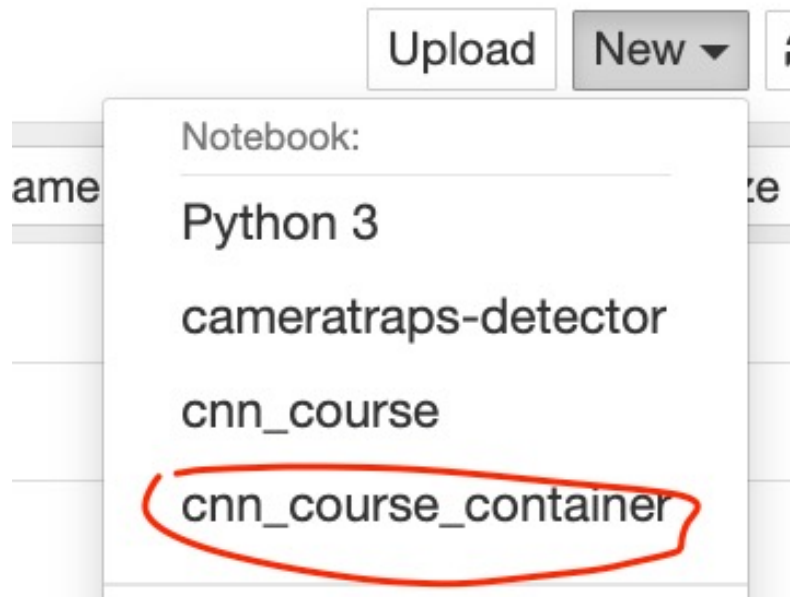 Upload New
Notebook:
ame ze
Python 3
cameratraps-detector
cnn_course
cnn_course_container